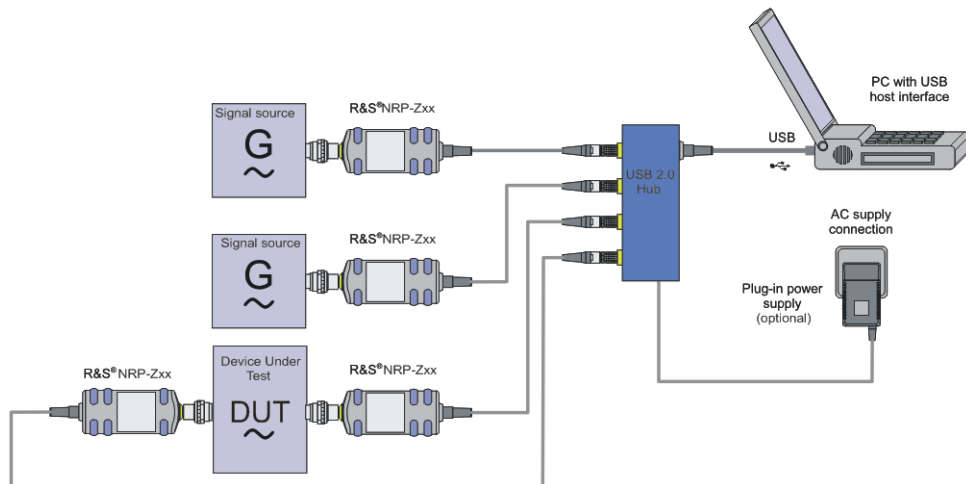 Signal source
G
R&S®NRP-Zxx
USB 2.0
Hub
USB
PC with USB
host interface
Signal source
G
R&S®NRP-Zxx
AC supply
connection
Plug-in power
supply
(optional)
R&S®NRP-Zxx
Device Under
Test
DUT
R&S®NRP-Zxx